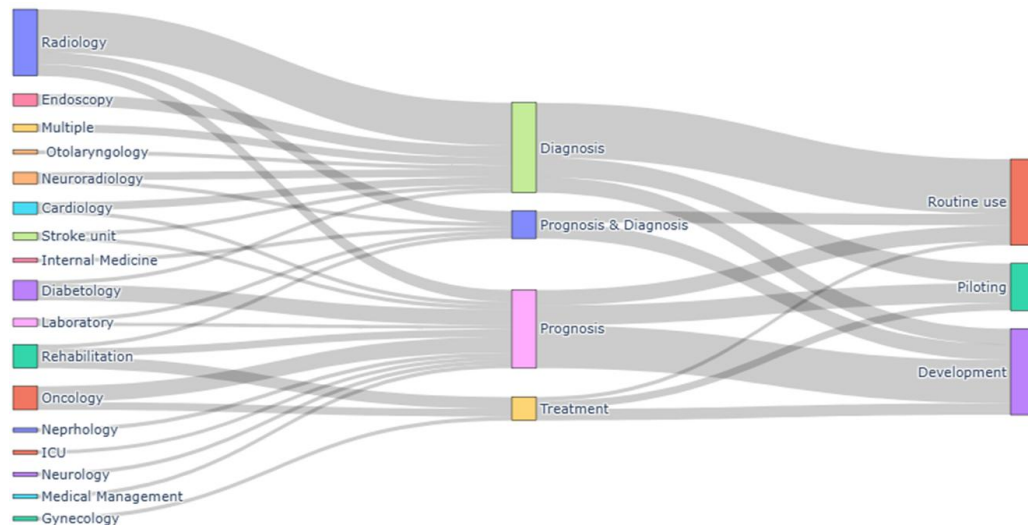 Radiology
Endoscopy
Multiple
Otolaryngology
Neuroradiology
Cardiology
Stroke unit
Internal Medicine
Diabetology
Laboratory
Rehabilitation
Oncology
Neprhology
ICU
Neurology
Medical Management
Gynecology
Diagnosis
Prognosis & Diagnosis
Prognosis
Treatment
Routine use
Piloting
Development